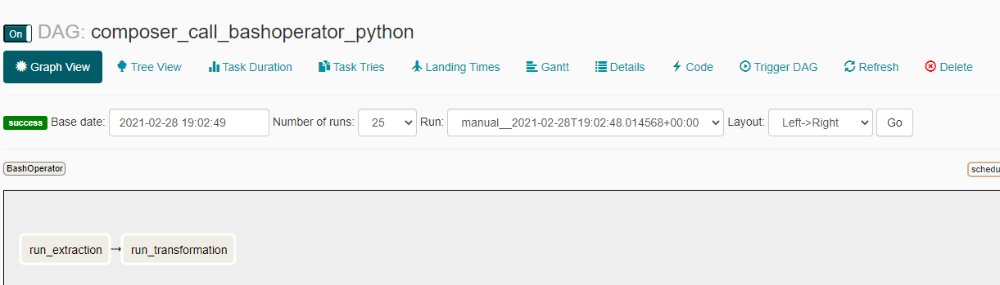 On DAG: composer_call_bashoperator_python
Graph View Tree View Task Duration Task Tries Landing Times Gantt Details Code Trigger DAG Refresh Delete
success Base date: 2021-02-28 19:02:49 Number of runs: 25 Run: manual__2021-02-28T19:02:48.014568+00:00 Layout: Left->Right Go
BashOperator schedu
run_extraction run_transformation